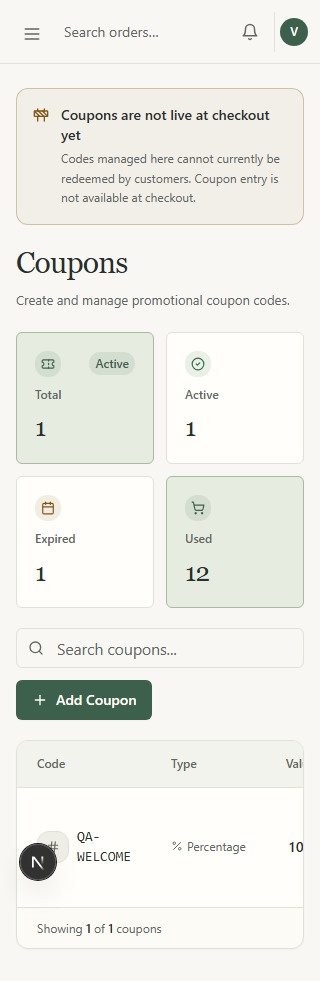 Search orders...
V
Coupons are not live at checkout
yet
Codes managed here cannot currently be
redeemed by customers. Coupon entry is
not available at checkout.
Coupons
Create and manage promotional coupon codes.
Active
Total
1
Active
1
Expired
1
Used
12
Search coupons...
+ Add Coupon
Code Type
# QA-
WELCOME
% Percentage
10
N
Showing 1 of 1 coupons